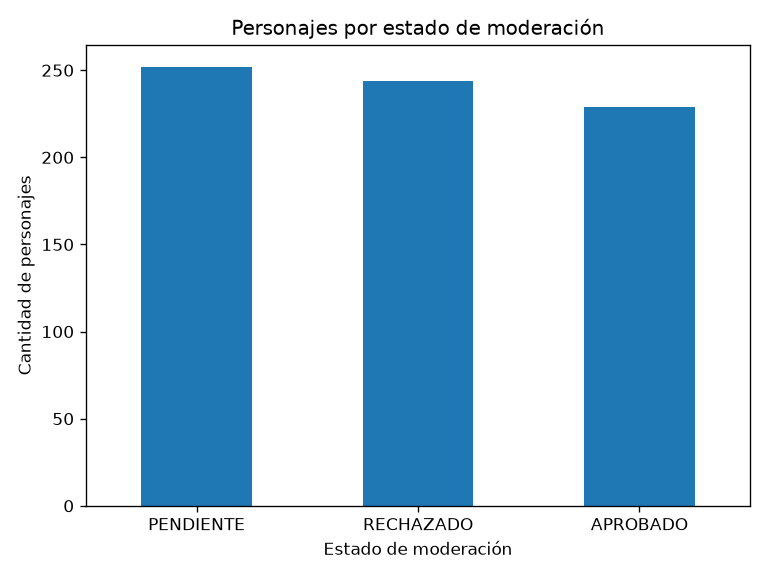 Personajes por estado de moderación
Cantidad de personajes
250
200
150
100
50
0
PENDIENTE RECHAZADO APROBADO
Estado de moderación